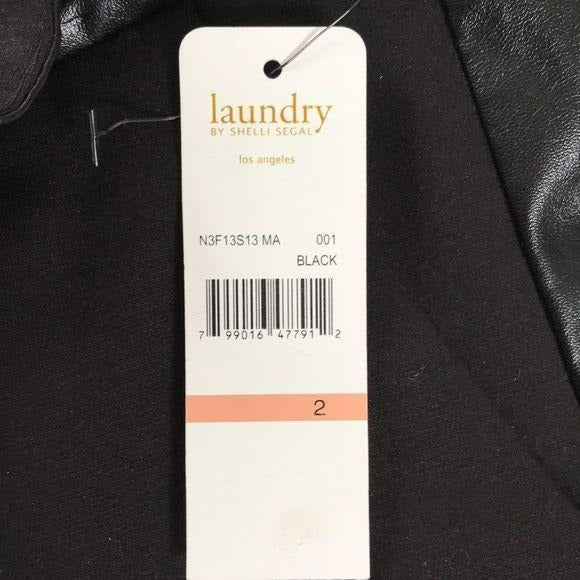 laundry
BY SHELLI SEGAL
los angeles
N3F13S13 MA 001
BLACK
7 99016 47791 2
2